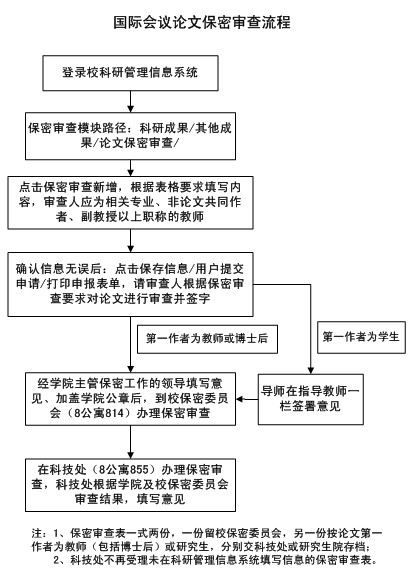 国际会议论文保密审查流程
登录校科研管理信息系统
保密审查模块路径：科研成果/其他成
果/论文保密审查/
点击保密审查新增，根据表格要求填写内
容，审查人应为相关专业、非论文共同作
者、副教授以上职称的教师
确认信息无误后：点击保存信息/用户提交
申请/打印申报表单，请审查人根据保密审
查要求对论文进行审查并签字
第一作者为教师或博士后
第一作者为学生
经学院主管保密工作的领导填写意
见、加盖学院公章后，到校保密委员
会（8公寓814）办理保密审查
导师在指导教师一
栏签署意见
在科技处（8公寓855）办理保密审
查，科技处根据学院及校保密委员会
审查结果，填写意见
注：1、保密审查表一式两份，一份留校保密委员会，另一份按论文第一
作者为教师（包括博士后）或研究生，分别交科技处或研究生院存档；
2、科技处不再受理未在科研管理信息系统填写信息的保密审查表。